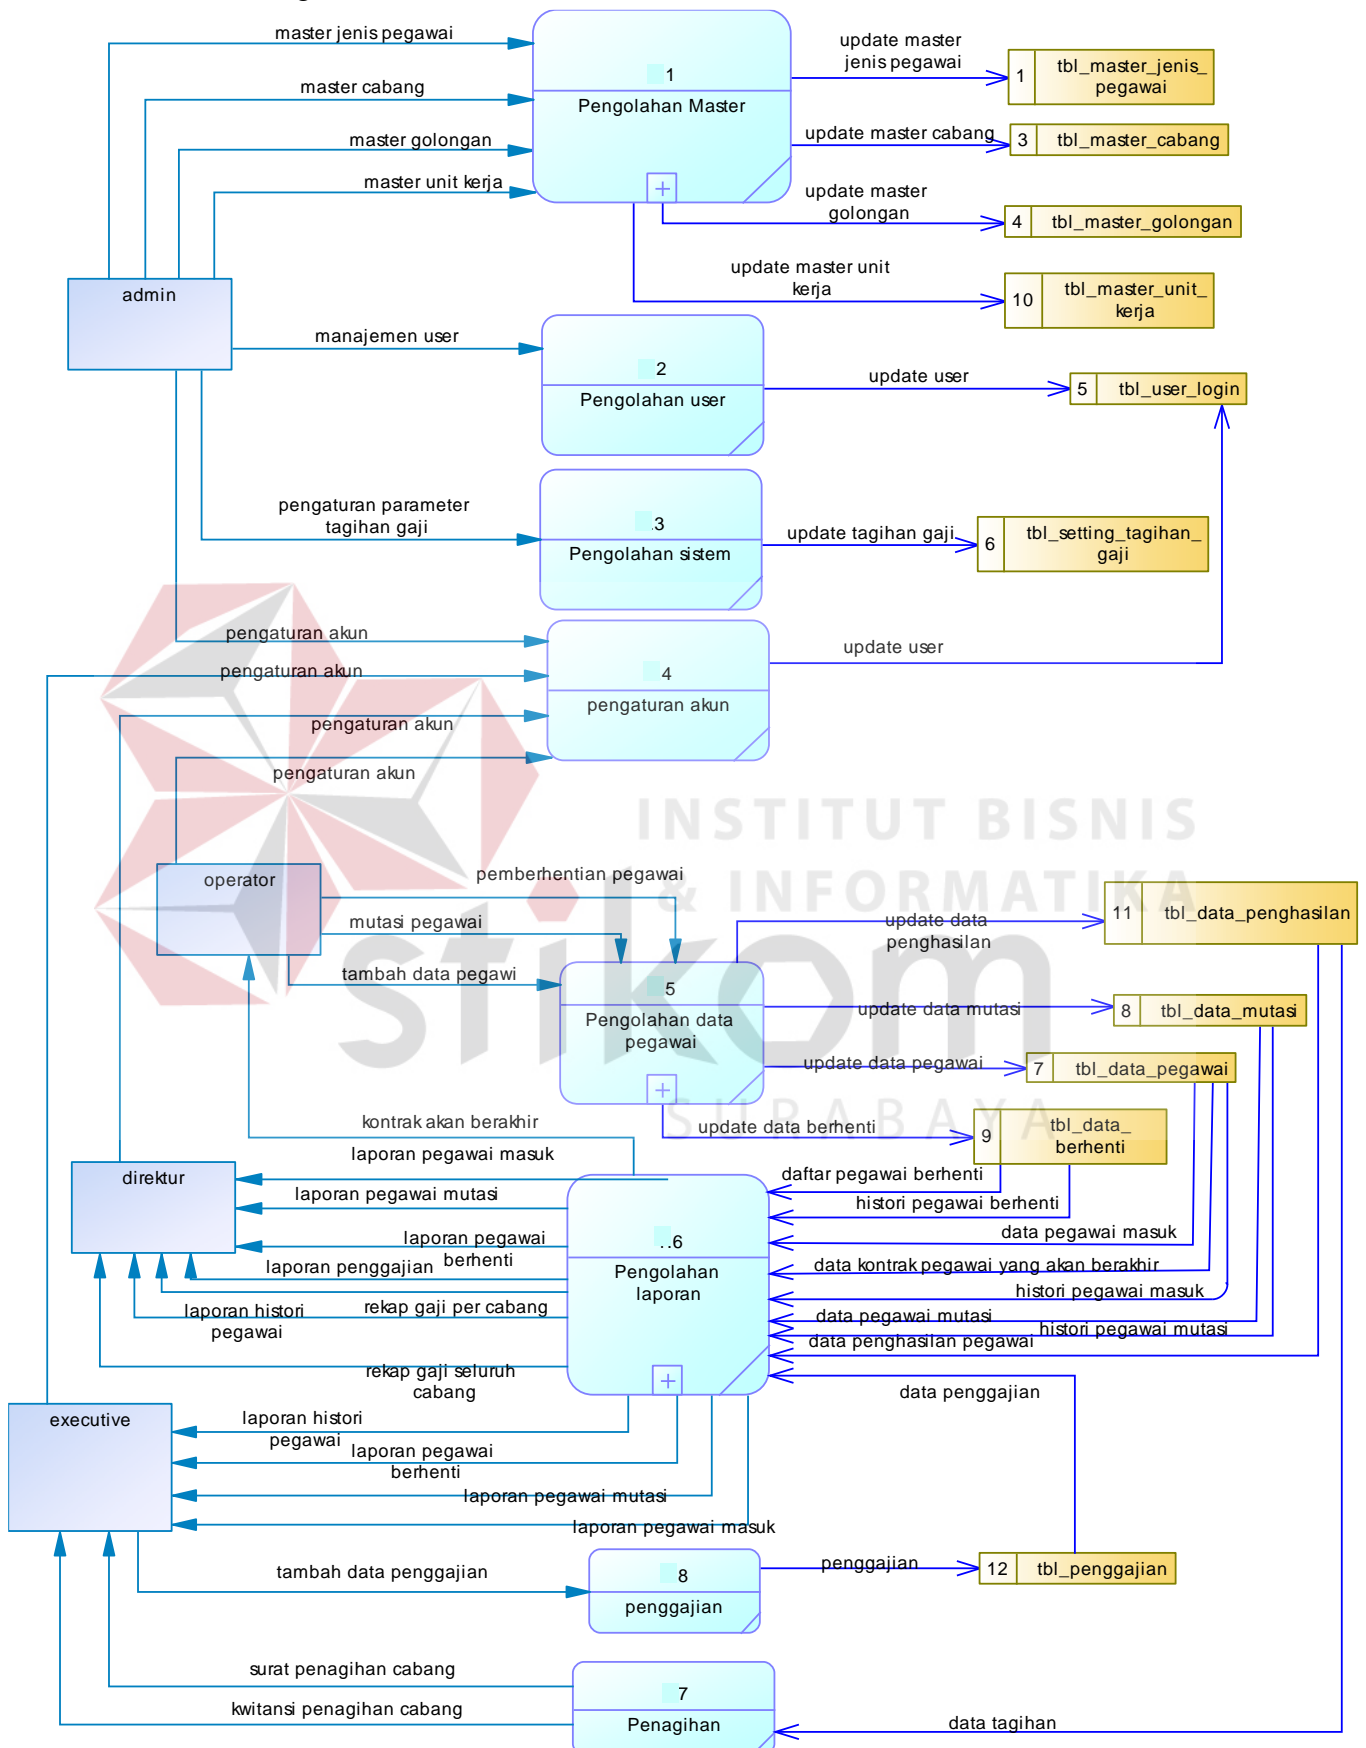 master jenis pegawai
master cabang
master golongan
master unit kerja
1
Pengolahan Master
update master
jenis pegawai
1
tbl_master_jenis_
pegawai
update master cabang
3
tbl_master_cabang
update master
golongan
4
tbl_master_golongan
update master unit
kerja
10
tbl_master_unit_
kerja
admin
manajemen user
2
Pengolahan user
update user
5
tbl_user_login
pengaturan parameter
tagihan gaji
.3
Pengolahan sistem
update tagihan gaji
6
tbl_setting_tagihan_
gaji
pengaturan akun
pengaturan akun
pengaturan akun
pengaturan akun
4
pengaturan akun
update user
INSTITUT BISNIS
& INFORMATIKA
stikom
SURABAYA
operator
pemberhentian pegawai
mutasi pegawai
tambah data pegawi
5
Pengolahan data
pegawai
update data
penghasilan
11
tbl_data_penghasilan
update data mutasi
8
tbl_data_mutasi
update data pegawai
7
tbl_data_pegawai
update data berhenti
9
tbl_data_
berhenti
kontrak akan berakhir
laporan pegawai masuk
direktur
laporan pegawai mutasi
laporan pegawai
berhenti
laporan penggajian
laporan histori
pegawai
rekap gaji per cabang
rekap gaji seluruh
cabang
..6
Pengolahan
laporan
daftar pegawai berhenti
histori pegawai berhenti
data pegawai masuk
data kontrak pegawai yang akan berakhir
histori pegawai masuk
data pegawai mutasi
histori pegawai mutasi
data penghasilan pegawai
data penggajian
executive
laporan histori
pegawai
laporan pegawai
berhenti
laporan pegawai mutasi
laporan pegawai masuk
tambah data penggajian
8
penggajian
penggajian
12
tbl_penggajian
surat penagihan cabang
kwitansi penagihan cabang
7
Penagihan
data tagihan